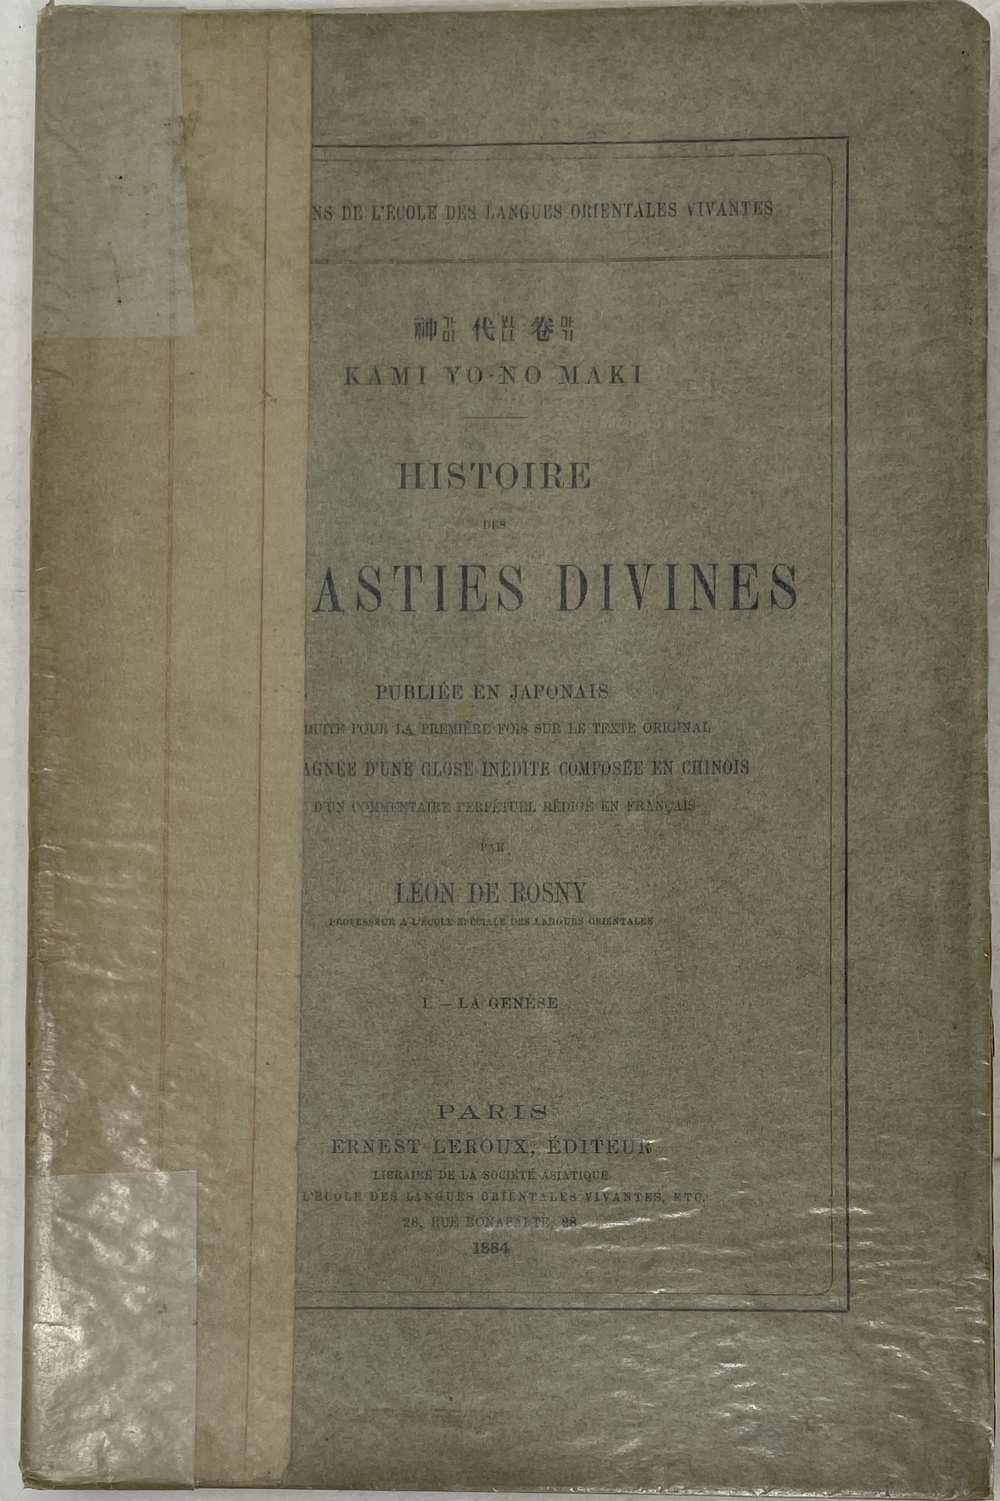 NS DE L'ÉCOLE DES LANGUES ORIENTALES VIVANTES
神 代 卷
KAMI YO-NO MAKI
HISTOIRE
DES
ASTIES DIVINES
PUBLIÉE EN JAPONAIS
DUITE POUR LA PREMIÈRE FOIS SUR LE TEXTE ORIGINAL
AGNÉE D'UNE GLOSE INÉDITE COMPOSÉE EN CHINOIS
D'UN COMMENTAIRE PERPÉTUEL RÉDIGÉ EN FRANÇAIS
PAR
LÉON DE ROSNY
PROFESSEUR A L'ÉCOLE SPÉCIALE DES LANGUES ORIENTALES
I. — LA GENÈSE
PARIS
ERNEST LEROUX, ÉDITEUR
LIBRAIRE DE LA SOCIÉTÉ ASIATIQUE
L'ÉCOLE DES LANGUES ORIENTALES VIVANTES, ETC.
28, RUE BONAPARTE, 28
1884